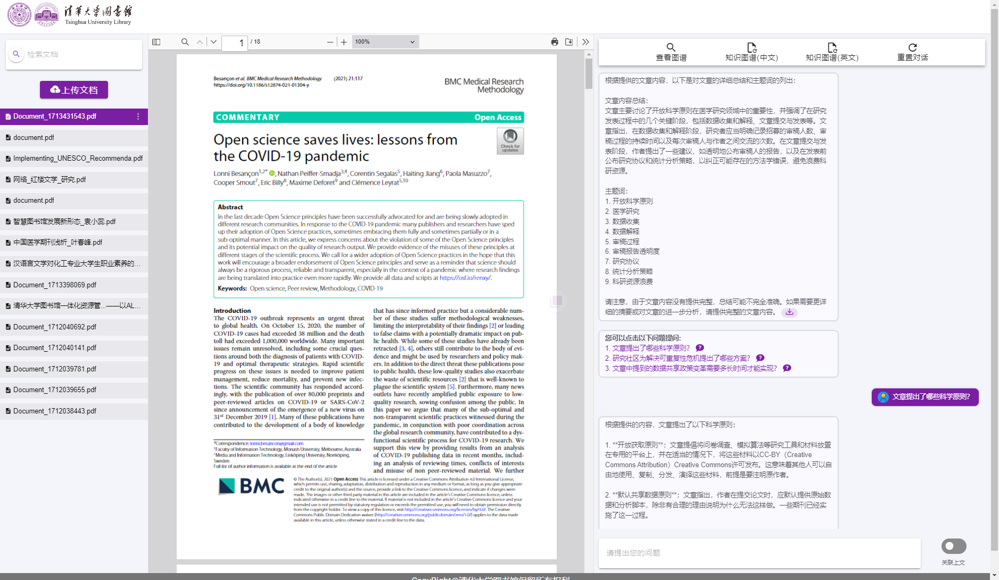 清華大学图書館
Tsinghua University Library
检索文档
上传文档
Document_1713431543.pdf
document.pdf
Implementing_UNESCO_Recommenda.pdf
网络_红楼文学_研究.pdf
document.pdf
智慧图书馆发展新形态_袁小蕊.pdf
中国医学期刊浅析_叶春峰.pdf
汉语言文学对化工专业大学生职业素养的...
Document_1713398069.pdf
清华大学图书馆一体化资源管...——以AL...
Document_1712040692.pdf
Document_1712040141.pdf
Document_1712039781.pdf
Document_1712039655.pdf
Document_1712038443.pdf
1 / 18
100%
Besançon et al. BMC Medical Research Methodology (2021) 21:117
https://doi.org/10.1186/s12874-021-01304-y
BMC Medical Research
Methodology
COMMENTARY Open Access
Check for
updates
Open science saves lives: lessons from
the COVID-19 pandemic
Lonni Besançon1,2*, Nathan Peiffer-Smadja3,4, Corentin Segalas5, Haiting Jiang6, Paola Masuzzo7,
Cooper Smout7, Eric Billy8, Maxime Deforet9 and Clémence Leyrat5,10
Abstract
In the last decade Open Science principles have been successfully advocated for and are being slowly adopted in
different research communities. In response to the COVID-19 pandemic many publishers and researchers have sped
up their adoption of Open Science practices, sometimes embracing them fully and sometimes partially or in a
sub-optimal manner. In this article, we express concerns about the violation of some of the Open Science principles
and its potential impact on the quality of research output. We provide evidence of the misuses of these principles at
different stages of the scientific process. We call for a wider adoption of Open Science practices in the hope that this
work will encourage a broader endorsement of Open Science principles and serve as a reminder that science should
always be a rigorous process, reliable and transparent, especially in the context of a pandemic where research findings
are being translated into practice even more rapidly. We provide all data and scripts at https://osf.io/renxy/.
Keywords: Open science, Peer review, Methodology, COVID-19
Introduction
The COVID-19 outbreak represents an urgent threat
to global health. On October 15, 2020, the number of
COVID-19 cases had exceeded 38 million and the death
toll had exceeded 1,000,000 worldwide. Many important
issues remain unresolved, including some crucial ques-
tions around both the diagnosis of patients with COVID-
19 and optimal therapeutic strategies. Rapid scientific
progress on these issues is needed to improve patient
management, reduce mortality, and prevent new infec-
tions. The scientific community has responded accord-
ingly, with the publication of over 80,000 preprints and
peer-reviewed articles on COVID-19 or SARS-CoV-2
since announcement of the emergence of a new virus on
31st December 2019 [1]. Many of these publications have
contributed to the development of a body of knowledge
*Correspondence: lonni.besancon@gmail.com
1Faculty of Information Technology, Monash University, Melbourne, Australia
2Media and Information Technology, Linköping University, Norrköping,
Sweden
Full list of author information is available at the end of the article
that has since informed practice but a considerable num-
ber of these studies suffer methodological weaknesses,
limiting the interpretability of their findings [2] or leading
to false claims with a potentially dramatic impact on pub-
lic health. While some of these studies have already been
retracted [3, 4], others still contribute to the body of evi-
dence and might be used by researchers and policy mak-
ers. In addition to the direct threat these publications pose
to public health, these low-quality studies also exacerbate
the waste of scientific resources [2] that is well-known to
plague the scientific system [5]. Furthermore, many news
outlets have recently amplified public exposure to low-
quality research, sowing confusion among the public. In
this paper we argue that many of the sub-optimal and
non-transparent scientific practices witnessed during the
pandemic, in conjunction with poor coordination across
the global research community, have contributed to a dys-
functional scientific process for COVID-19 research. We
support this view by providing results from an analysis
of COVID-19 publishing data in recent months, includ-
ing an analysis of reviewing times, conflicts of interests
and misuse of non peer-reviewed material. We further
BMC
© The Author(s). 2021 Open Access This article is licensed under a Creative Commons Attribution 4.0 International License,
which permits use, sharing, adaptation, distribution and reproduction in any medium or format, as long as you give appropriate
credit to the original author(s) and the source, provide a link to the Creative Commons licence, and indicate if changes were
made. The images or other third party material in this article are included in the article's Creative Commons licence, unless
indicated otherwise in a credit line to the material. If material is not included in the article's Creative Commons licence and your
intended use is not permitted by statutory regulation or exceeds the permitted use, you will need to obtain permission directly
from the copyright holder. To view a copy of this licence, visit http://creativecommons.org/licenses/by/4.0/. The Creative
Commons Public Domain Dedication waiver (http://creativecommons.org/publicdomain/zero/1.0/) applies to the data made
available in this article, unless otherwise stated in a credit line to the data.
查看图谱 知识图谱(中文) 知识图谱(英文) 重置对话
根据提供的文章内容，以下是对文章的详细总结和主题词的列出：
文章内容总结：
文章主要讨论了开放科学原则在医学研究领域中的重要性，并强调了在研究
发表过程中的几个关键阶段，包括数据收集和解释、文章提交与发表等。文
章指出，在数据收集和解释阶段，研究者应当明确记录招募的审稿人数、审
稿过程的持续时间以及每次审稿人与作者之间交流的次数。在文章提交与发
表阶段，作者提出了一些建议，如透明地公布审稿人的报告，以及在发表前
公布研究协议和统计分析策略，以纠正可能存在的方法学错误，避免浪费科
研资源。
主题词：
1. 开放科学原则
2. 医学研究
3. 数据收集
4. 数据解释
5. 审稿过程
6. 审稿报告透明度
7. 研究协议
8. 统计分析策略
9. 科研资源浪费
请注意，由于文章内容没有提供完整，总结可能不完全准确。如果需要更详
细的摘要或对文章的进一步分析，请提供完整的文章内容。
您可以点击以下问题提问:
1. 文章提出了哪些科学原则？
2. 研究社区为解决可重复性危机提出了哪些方案？
3. 文章中提到的数据共享政策变革需要多长时间才能实现？
文章提出了哪些科学原则？
根据提供的内容，文章提出了以下科学原则：
1. **开放获取原则**：文章提倡将问卷调查、模拟算法等研究工具和材料放置
在专用的平台上，并在适当的情况下，将这些材料以CC-BY（Creative
Commons Attribution）Creative Commons许可发布。这意味着其他人可以自
由地使用、复制、分发、演绎这些材料，前提是要注明原作者。
2. **默认共享数据原则**：文章指出，作者在提交论文时，应默认提供原始数
据和分析脚本，除非有合理的理由说明为什么无法这样做。一些期刊已经实
施了这一过程。
请提出您的问题
关联上文
CopyRight@清华大学图书馆保留所有权利